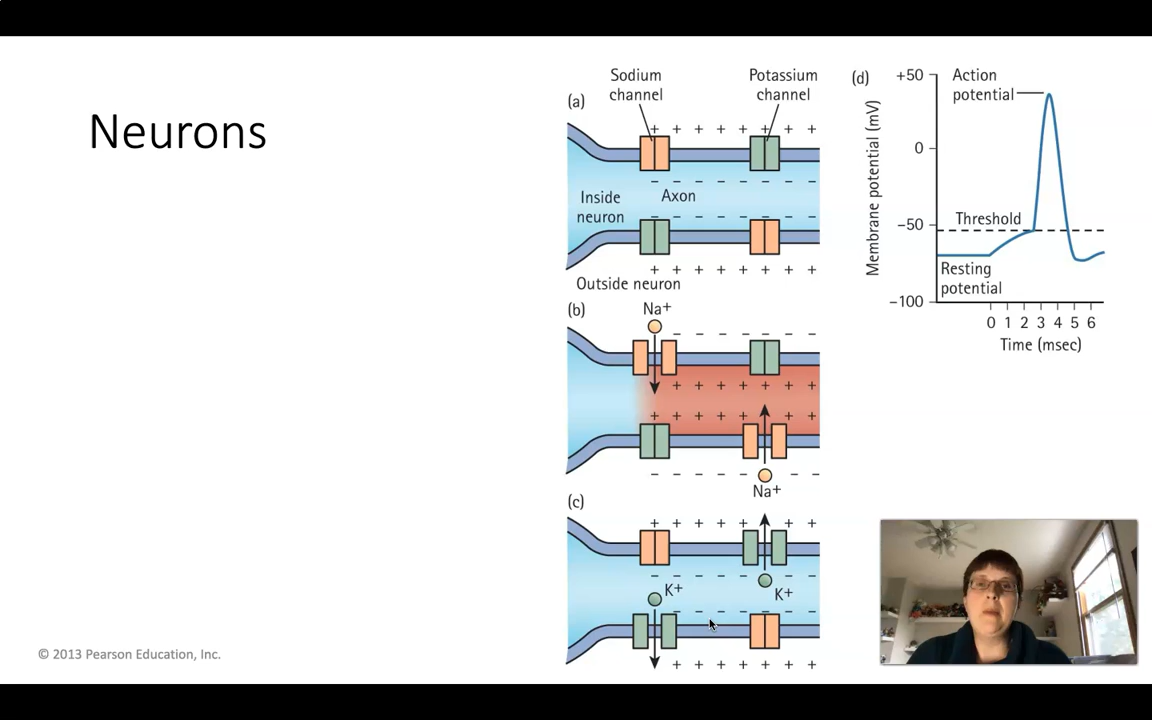 Neurons
Sodium
channel
Potassium
channel
(a)
+ + + + + + + +
− − − − − − − −
Inside
neuron
Axon
− − − − − − − −
+ + + + + + + +
Outside neuron
(b)
Na+
− − − − − − −
+ + + + + + +
+ + + + + + + +
− − − − − − −
Na+
(c)
+ + + + + + +
− − − − − − −
K+
K+
− − − − − − −
+ + + + + + +
(d)
Membrane potential (mV)
+50
0
−50
−100
Action
potential
Threshold
Resting
potential
0 1 2 3 4 5 6
Time (msec)
© 2013 Pearson Education, Inc.